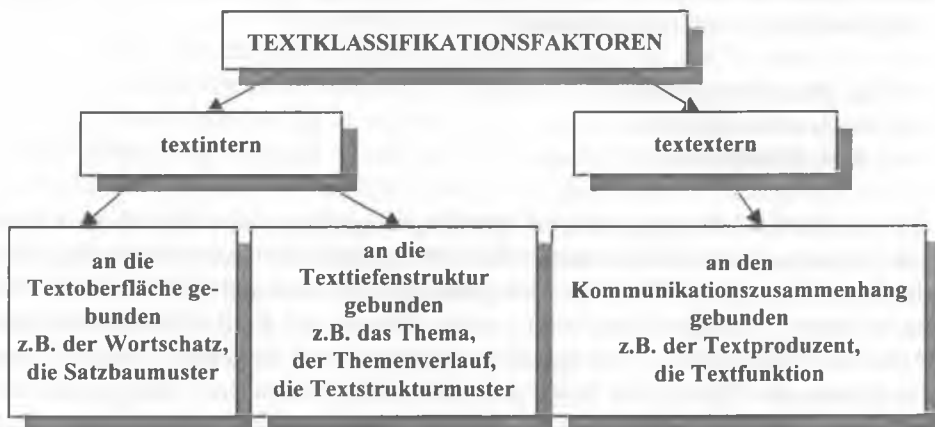 TEXTKLASSIFIKATIONSFAKTOREN
textintern
textextern
an die
Textoberfläche ge-
bunden
z.B. der Wortschatz,
die Satzbaumuster
an die
Texttiefenstruktur
gebunden
z.B. das Thema,
der Themenverlauf,
die Textstrukturmuster
an den
Kommunikationszusammenhang
gebunden
z.B. der Textproduzent,
die Textfunktion